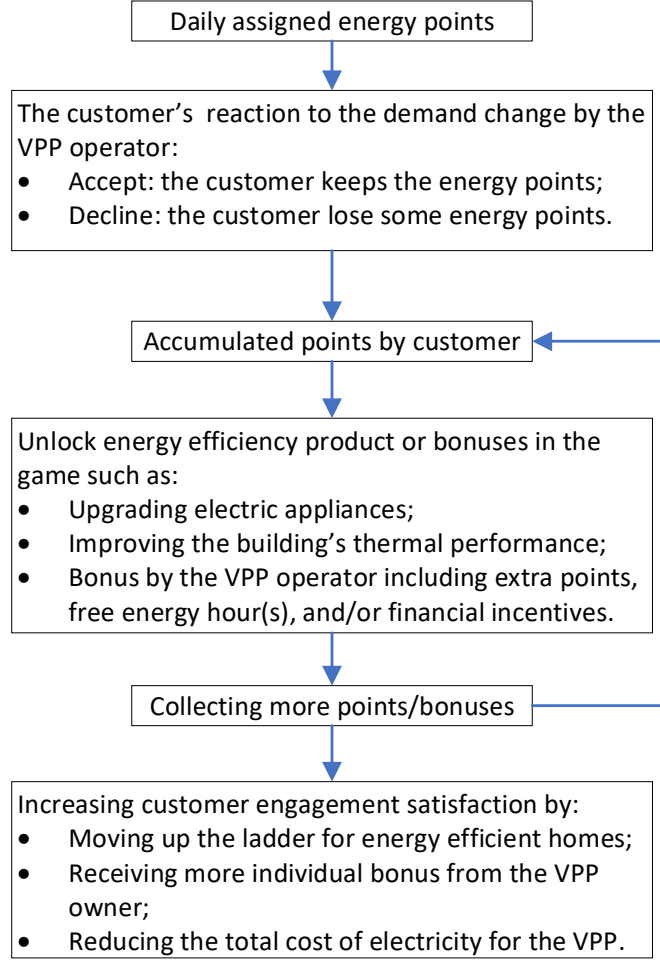 Daily assigned energy points
The customer’s  reaction to the demand change by the
VPP operator:
•	Accept: the customer keeps the energy points;
•	Decline: the customer lose some energy points.
Accumulated points by customer
Unlock energy efficiency product or bonuses in the
game such as:
•	Upgrading electric appliances;
•	Improving the building’s thermal performance;
•	Bonus by the VPP operator including extra points,
free energy hour(s), and/or financial incentives.
Collecting more points/bonuses
Increasing customer engagement satisfaction by:
•	Moving up the ladder for energy efficient homes;
•	Receiving more individual bonus from the VPP
owner;
•	Reducing the total cost of electricity for the VPP.